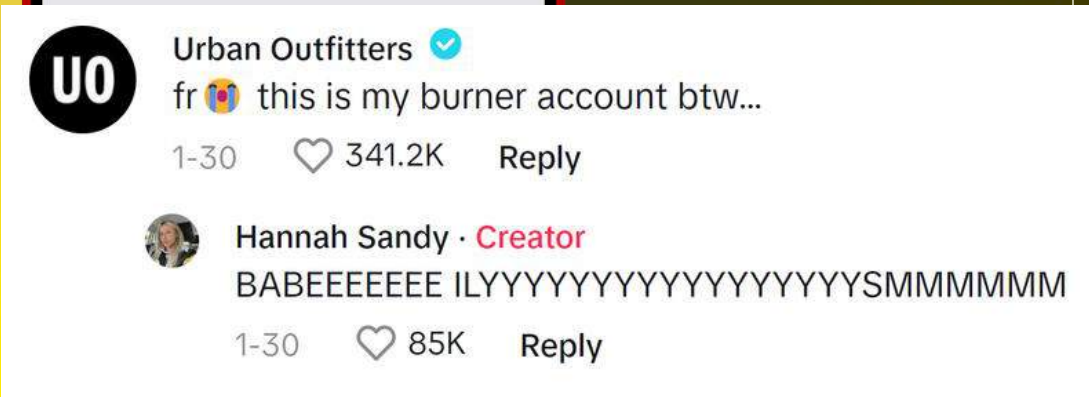 UO
Urban Outfitters
fr😭 this is my burner account btw...
1-30 341.2K Reply
Hannah Sandy · Creator
BABEEEEEEE ILYYYYYYYYYYYYYYYYYYSMMMMMM
1-30 85K Reply